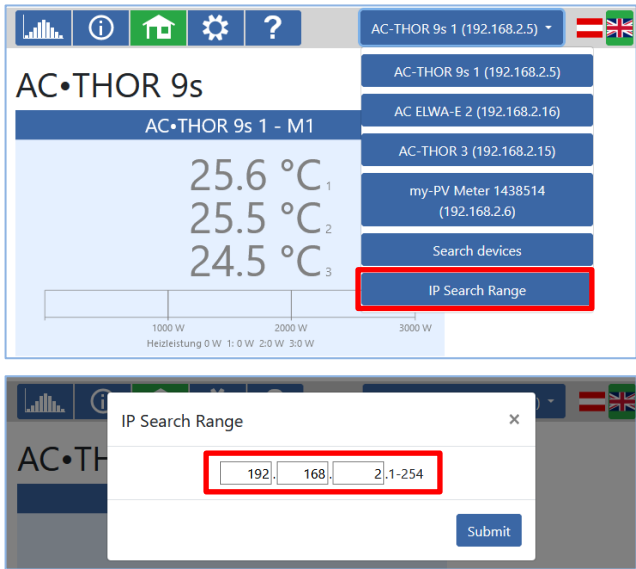 AC-THOR 9s 1 (192.168.2.5)
AC•THOR 9s
AC•THOR 9s 1 - M1
25.6 °C 1
25.5 °C 2
24.5 °C 3
1000 W 2000 W 3000 W
Heizleistung 0 W 1: 0 W 2:0 W 3:0 W
AC-THOR 9s 1 (192.168.2.5)
AC ELWA-E 2 (192.168.2.16)
AC-THOR 3 (192.168.2.15)
my-PV Meter 1438514
(192.168.2.6)
Search devices
IP Search Range
AC•TH
IP Search Range ×
192.168.2.1-254
Submit